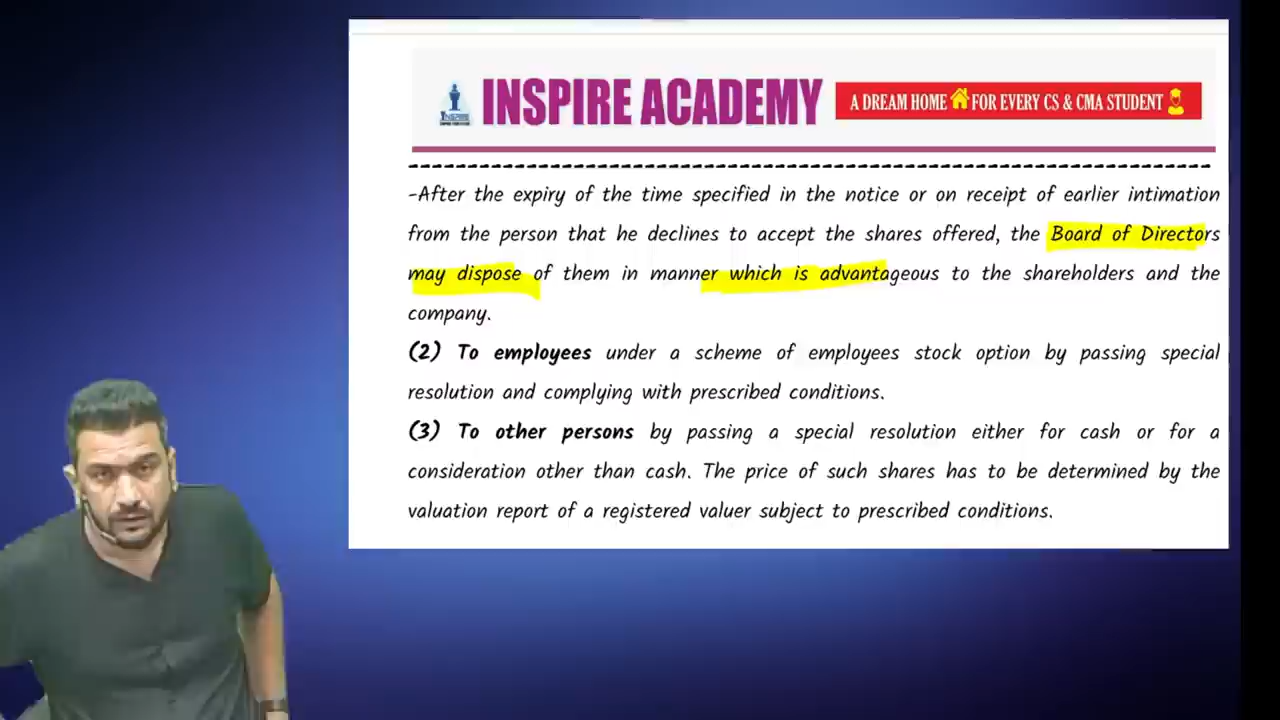 INSPIRE ACADEMY
A DREAM HOME FOR EVERY CS & CMA STUDENT
-After the expiry of the time specified in the notice or on receipt of earlier intimation
from the person that he declines to accept the shares offered, the Board of Directors
may dispose of them in manner which is advantageous to the shareholders and the
company.
(2) To employees under a scheme of employees stock option by passing special
resolution and complying with prescribed conditions.
(3) To other persons by passing a special resolution either for cash or for a
consideration other than cash. The price of such shares has to be determined by the
valuation report of a registered valuer subject to prescribed conditions.